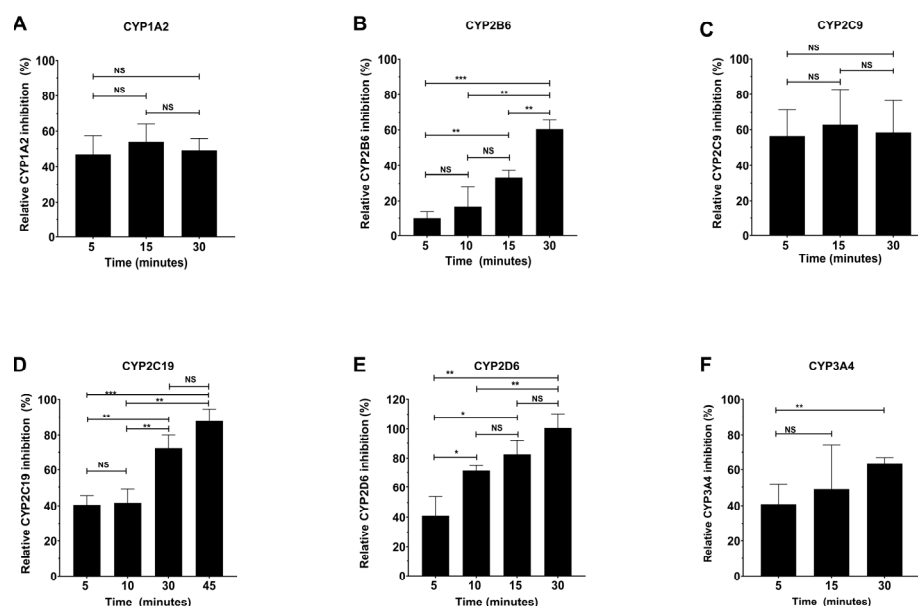 A
CYP1A2
Relative CYP1A2 inhibition (%)
100
80
60
40
20
0
NS
NS
NS
5 15 30
Time (minutes)
B
CYP2B6
Relative CYP2B6 inhibition (%)
100
80
60
40
20
0
***
**
**
**
NS
NS
5 10 15 30
Time (minutes)
C
CYP2C9
Relative CYP2C9 inhibition (%)
100
80
60
40
20
0
NS
NS
NS
5 15 30
Time (minutes)
D
CYP2C19
Relative CYP2C19 inhibition (%)
100
80
60
40
20
0
NS
***
**
**
**
NS
5 10 30 45
Time (minutes)
E
CYP2D6
Relative CYP2D6 inhibition (%)
120
100
80
60
40
20
0
**
**
NS
*
NS
*
5 10 15 30
Time (minutes)
F
CYP3A4
Relative CYP3A4 inhibition (%)
100
80
60
40
20
0
**
NS
5 15 30
Time (minutes)